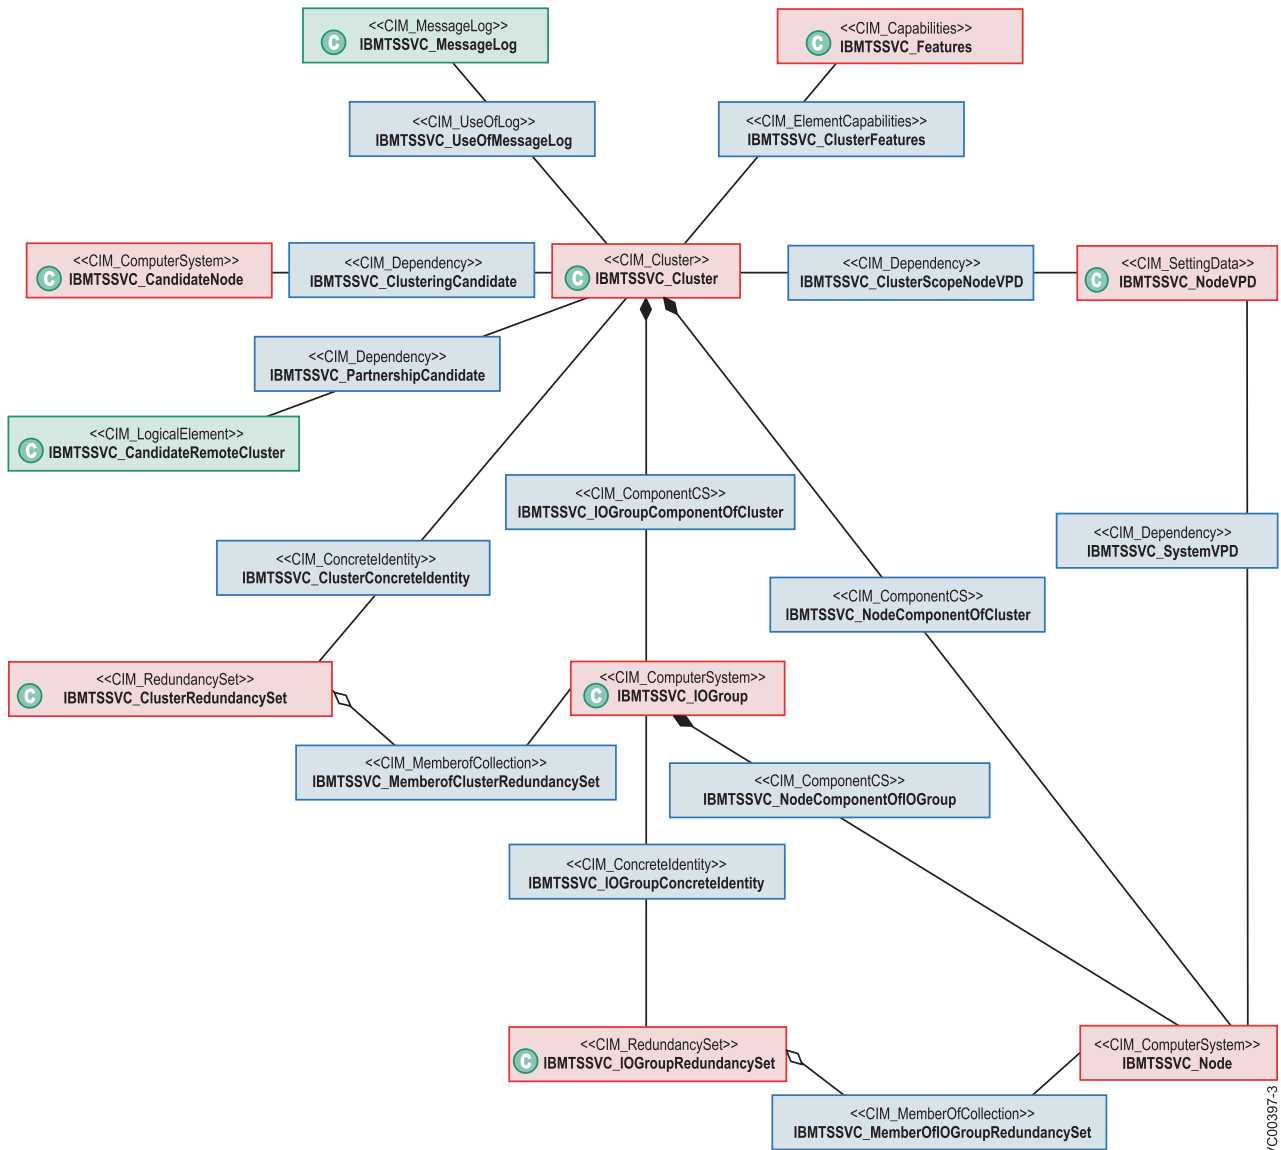 <<CIM_MessageLog>>
C
IBMTSSVC_MessageLog
<<CIM_Capabilities>>
C
IBMTSSVC_Features
<<CIM_UseOfLog>>
IBMTSSVC_UseOfMessageLog
<<CIM_ElementCapabilities>>
IBMTSSVC_ClusterFeatures
<<CIM_ComputerSystem>>
C
IBMTSSVC_CandidateNode
<<CIM_Dependency>>
IBMTSSVC_ClusteringCandidate
<<CIM_Cluster>>
C
IBMTSSVC_Cluster
<<CIM_Dependency>>
IBMTSSVC_ClusterScopeNodeVPD
<<CIM_SettingData>>
C
IBMTSSVC_NodeVPD
<<CIM_Dependency>>
IBMTSSVC_PartnershipCandidate
<<CIM_LogicalElement>>
C
IBMTSSVC_CandidateRemoteCluster
<<CIM_ComponentCS>>
IBMTSSVC_IOGroupComponentOfCluster
<<CIM_Dependency>>
IBMTSSVC_SystemVPD
<<CIM_ConcreteIdentity>>
IBMTSSVC_ClusterConcreteIdentity
<<CIM_ComponentCS>>
IBMTSSVC_NodeComponentOfCluster
<<CIM_RedundancySet>>
C
IBMTSSVC_ClusterRedundancySet
<<CIM_ComputerSystem>>
C
IBMTSSVC_IOGroup
<<CIM_MemberofCollection>>
IBMTSSVC_MemberofClusterRedundancySet
<<CIM_ComponentCS>>
IBMTSSVC_NodeComponentOfIOGroup
<<CIM_ConcreteIdentity>>
IBMTSSVC_IOGroupConcreteIdentity
<<CIM_RedundancySet>>
C
IBMTSSVC_IOGroupRedundancySet
<<CIM_ComputerSystem>>
IBMTSSVC_Node
<<CIM_MemberOfCollection>>
IBMTSSVC_MemberOfIOGroupRedundancySet
VC00397-3